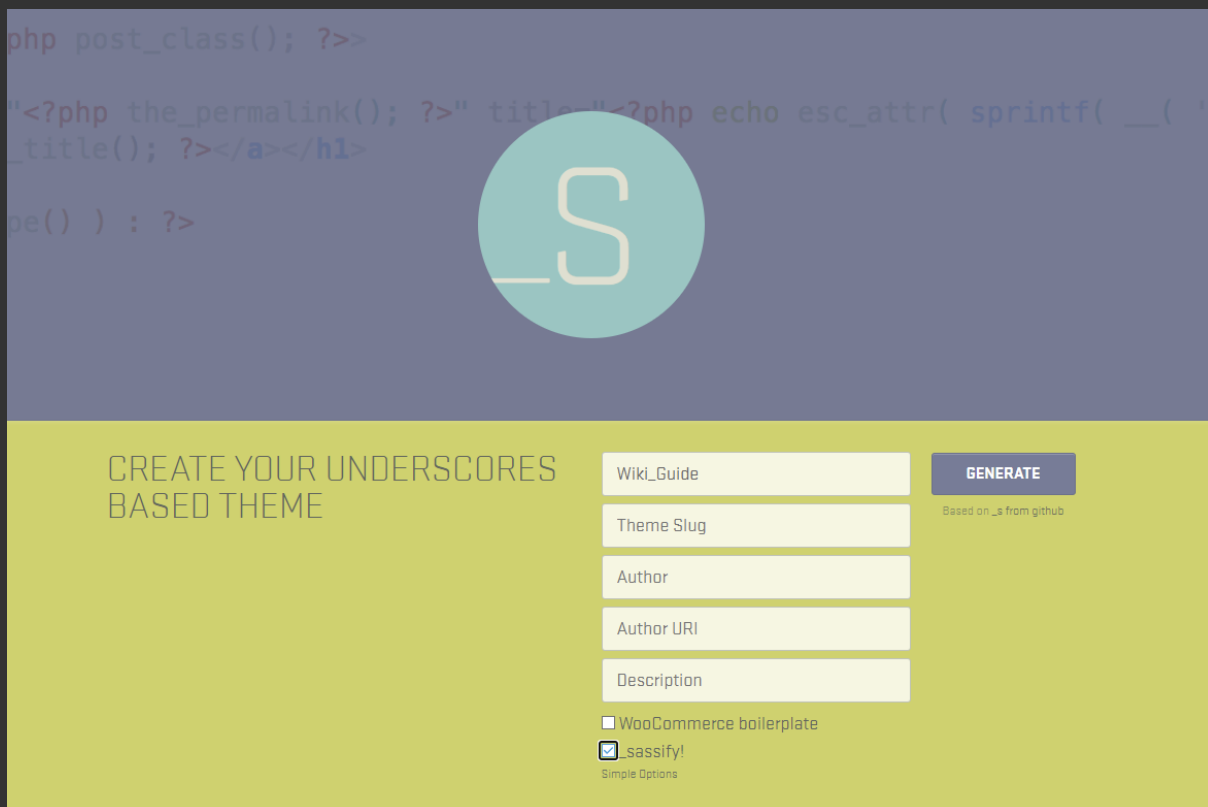 php post_class(); ?>>
"<?php the_permalink(); ?>" title="<?php echo esc_attr( sprintf( __( '
_title(); ?></a></h1>
pe() ) : ?>
_S
CREATE YOUR UNDERSCORES
BASED THEME
Wiki_Guide
Theme Slug
Author
Author URI
Description
WooCommerce boilerplate
_sassify!
Simple Options
GENERATE
Based on _s from github